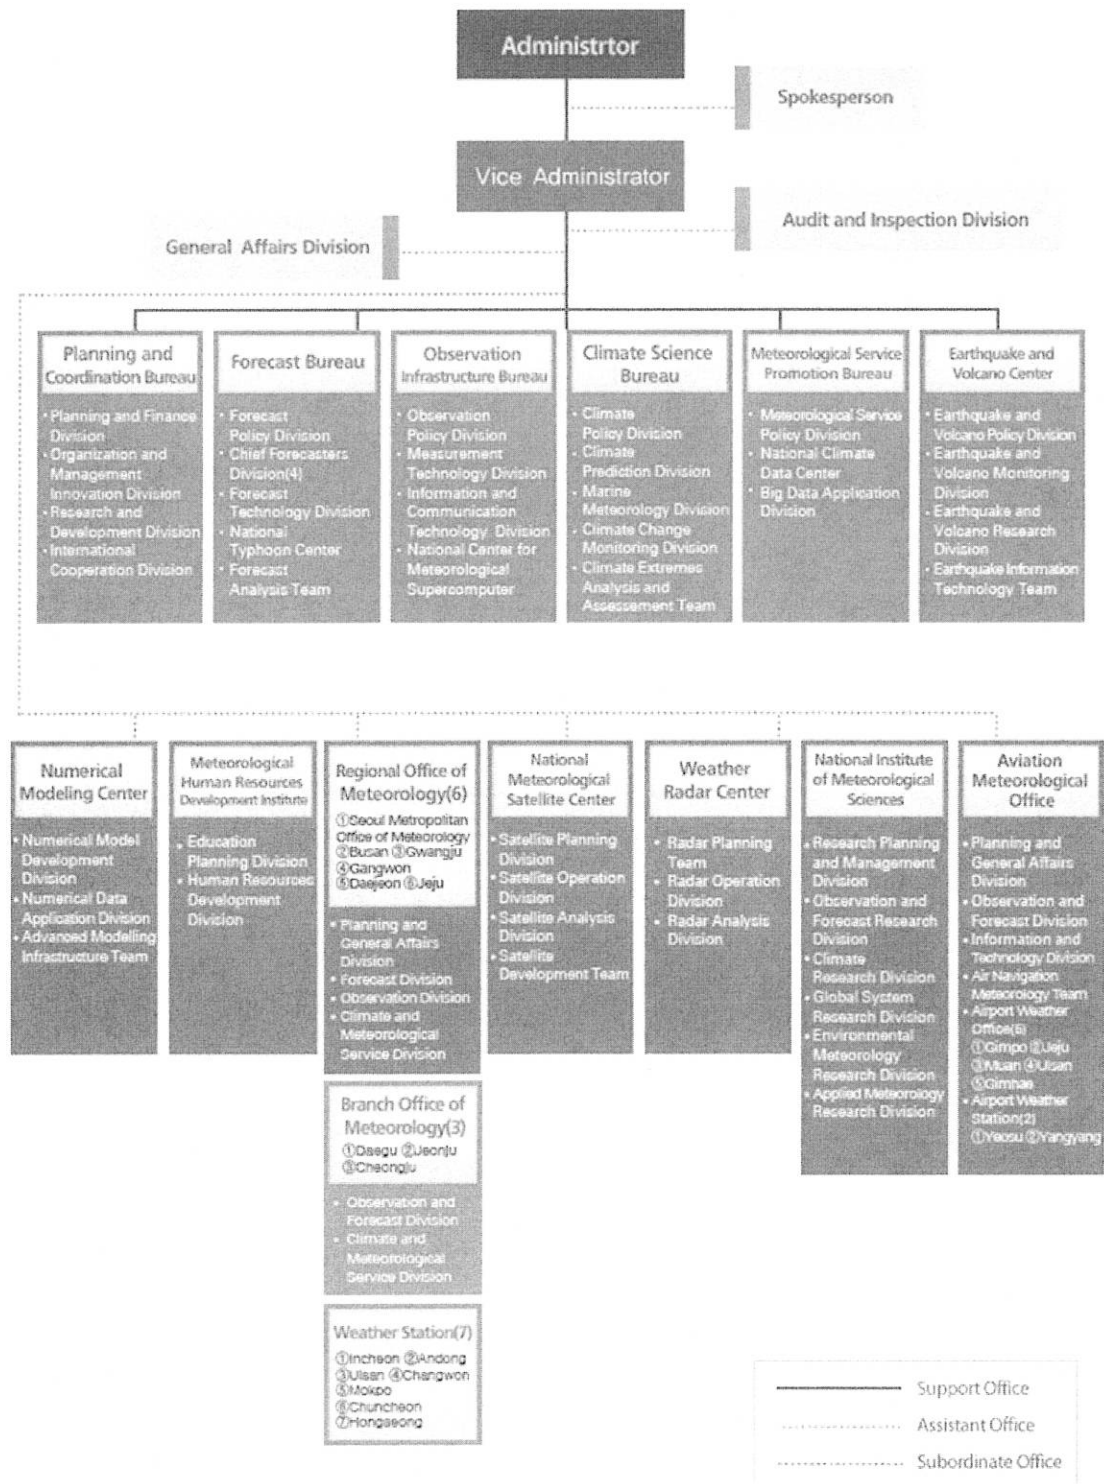 Administrtor
Spokesperson
Vice Administrator
Audit and Inspection Division
General Affairs Division
Planning and
Coordination Bureau
• Planning and Finance
Division
• Organization and
Management
Innovation Division
• Research and
Development Division
• International
Cooperation Division
Forecast Bureau
• Forecast
Policy Division
• Chief Forecasters
Division(4)
• Forecast
Technology Division
• National
Typhoon Center
• Forecast
Analysis Team
Observation
Infrastructure Bureau
• Observation
Policy Division
• Measurement
Technology Division
• Information and
Communication
Technology Division
• National Center for
Meteorological
Supercomputer
Climate Science
Bureau
• Climate
Policy Division
• Climate
Prediction Division
• Marine
Meteorology Division
• Climate Change
Monitoring Division
• Climate Extremes
Analysis and
Assessment Team
Meteorological Service
Promotion Bureau
• Meteorological Service
Policy Division
• National Climate
Data Center
• Big Data Application
Division
Earthquake and
Volcano Center
• Earthquake and
Volcano Policy Division
• Earthquake and
Volcano Monitoring
Division
• Earthquake and
Volcano Research
Division
• Earthquake Information
Technology Team
Numerical
Modeling Center
• Numerical Model
Development
Division
• Numerical Data
Application Division
• Advanced Modelling
Infrastructure Team
Meteorological
Human Resources
Development Institute
• Education
Planning Division
• Human Resources
Development
Division
Regional Office of
Meteorology(6)
①Seoul Metropolitan
Office of Meteorology
②Busan ③Gwangju
④Gangwon
⑤Daejeon ⑥Jeju
• Planning and
General Affairs
Division
• Forecast Division
• Observation Division
• Climate and
Meteorological
Service Division
Branch Office of
Meteorology(3)
①Daegu ②Jeonju
③Cheongju
• Observation and
Forecast Division
• Climate and
Meteorological
Service Division
Weather Station(7)
①Incheon ②Andong
③Ulsan ④Changwon
⑤Mokpo
⑥Chuncheon
⑦Hongseong
National
Meteorological
Satellite Center
• Satellite Planning
Division
• Satellite Operation
Division
• Satellite Analysis
Division
• Satellite
Development Team
Weather
Radar Center
• Radar Planning
Team
• Radar Operation
Division
• Radar Analysis
Division
National Institute
of Meteorological
Sciences
• Research Planning
and Management
Division
• Observation and
Forecast Research
Division
• Climate
Research Division
• Global System
Research Division
• Environmental
Meteorology
Research Division
• Applied Meteorology
Research Division
Aviation
Meteorological
Office
• Planning and
General Affairs
Division
• Observation and
Forecast Division
• Information and
Technology Division
• Air Navigation
Meteorology Team
• Airport Weather
Office(5)
①Gimpo ②Jeju
③Muan ④Ulsan
⑤Gimhae
• Airport Weather
Station(2)
①Yeosu ②Yangyang
Support Office
Assistant Office
Subordinate Office